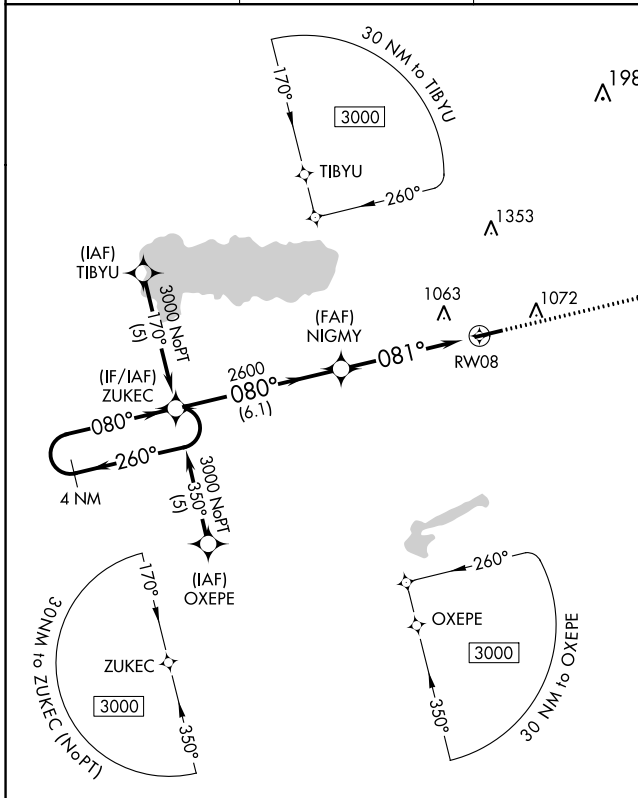 30 NM to TIBYU
170°
3000
TIBYU
260°
198
1353
(IAF)
TIBYU
3000 NoPT
170°
(5)
1063
1072
(FAF)
NIGMY
081°
RW08
(IF/IAF)
ZUKEC
2600
080°
(6.1)
080°
260°
4 NM
3000 NoPT
350°
(5)
(IAF)
OXEPE
170°
30NM to ZUKEC (NoPT)
ZUKEC
3000
350°
260°
OXEPE
3000
350°
30 NM to OXEPE